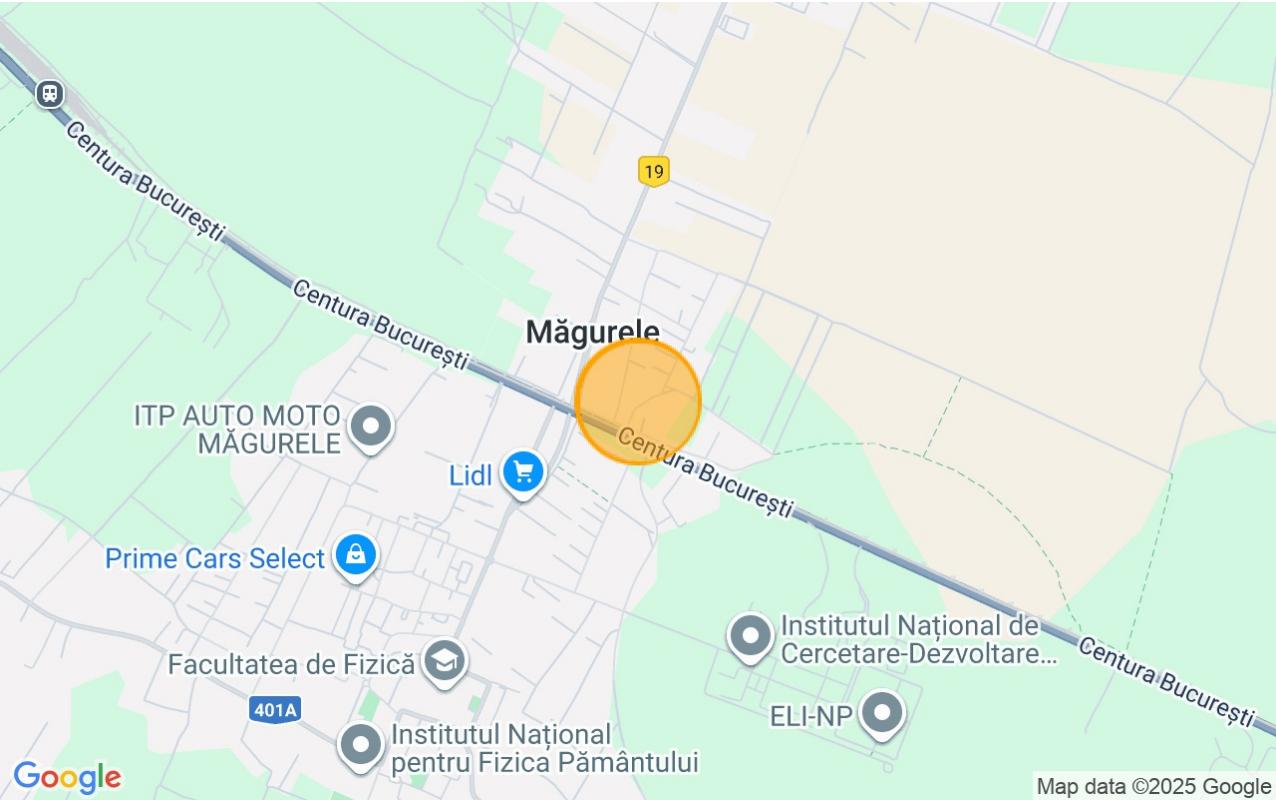 Centura București
19
Centura București
Măgurele
ITP AUTO MOTO
MĂGURELE
Lidl
Centura București
Prime Cars Select
Institutul Național de
Cercetare-Dezvoltare...
Centura București
Facultatea de Fizică
401A
ELI-NP
Institutul Național
pentru Fizica Pământului
Google
Map data ©2025 Google